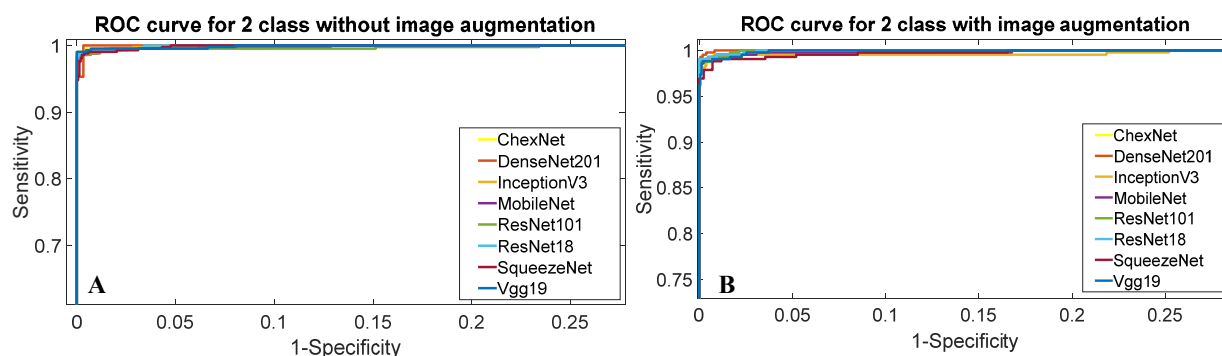 ROC curve for 2 class without image augmentation
1
0.9
0.8
0.7
Sensitivity
ChexNet
DenseNet201
InceptionV3
MobileNet
ResNet101
ResNet18
SqueezeNet
Vgg19
A
0
0.05
0.1
0.15
0.2
0.25
1-Specificity
ROC curve for 2 class with image augmentation
1
0.95
0.9
0.85
0.8
0.75
Sensitivity
ChexNet
DenseNet201
InceptionV3
MobileNet
ResNet101
ResNet18
SqueezeNet
Vgg19
B
0
0.05
0.1
0.15
0.2
0.25
1-Specificity